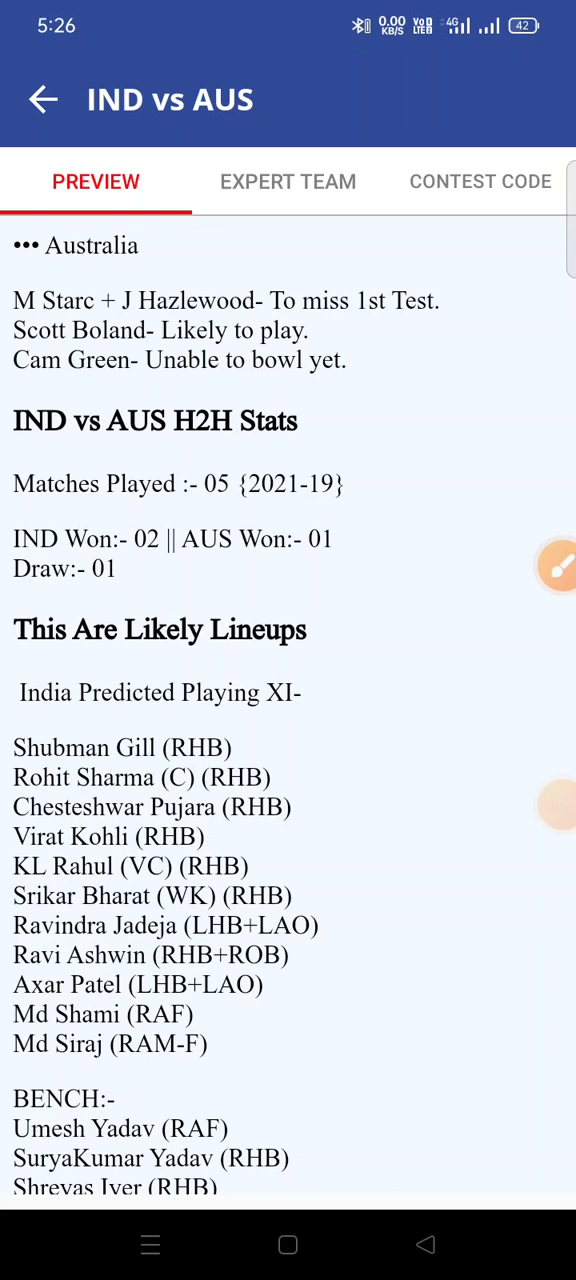 5:26
0.00 KB/S Vo LTE 4G 42
IND vs AUS
PREVIEW EXPERT TEAM CONTEST CODE
••• Australia
M Starc + J Hazlewood- To miss 1st Test.
Scott Boland- Likely to play.
Cam Green- Unable to bowl yet.
IND vs AUS H2H Stats
Matches Played :- 05 {2021-19}
IND Won:- 02 || AUS Won:- 01
Draw:- 01
This Are Likely Lineups
India Predicted Playing XI-
Shubman Gill (RHB)
Rohit Sharma (C) (RHB)
Chesteshwar Pujara (RHB)
Virat Kohli (RHB)
KL Rahul (VC) (RHB)
Srikar Bharat (WK) (RHB)
Ravindra Jadeja (LHB+LAO)
Ravi Ashwin (RHB+ROB)
Axar Patel (LHB+LAO)
Md Shami (RAF)
Md Siraj (RAM-F)
BENCH:-
Umesh Yadav (RAF)
SuryaKumar Yadav (RHB)
Shreyas Iyer (RHB)